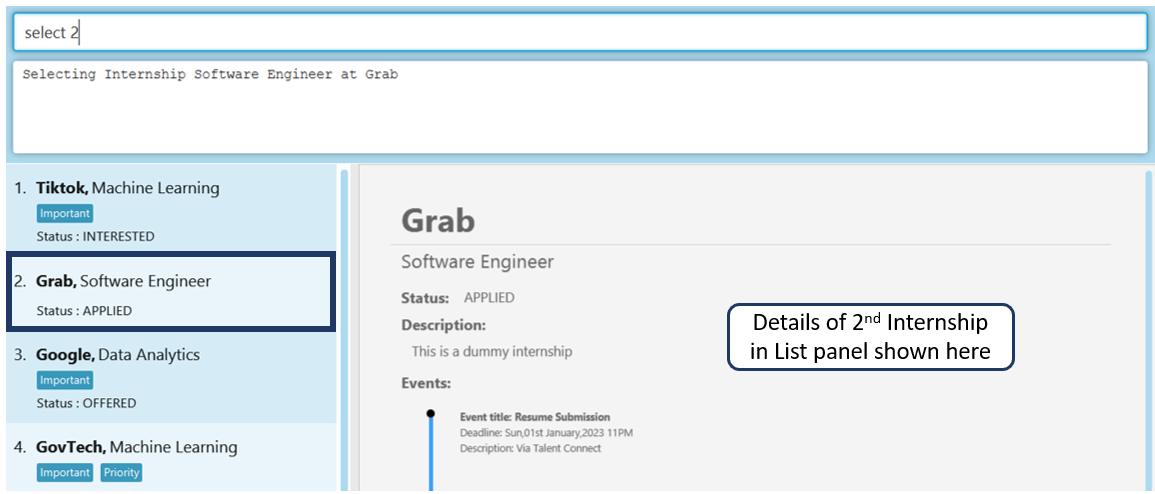 select 2
Selecting Internship Software Engineer at Grab
1. Tiktok, Machine Learning
Important
Status : INTERESTED
2. Grab, Software Engineer
Status : APPLIED
3. Google, Data Analytics
Important
Status : OFFERED
4. GovTech, Machine Learning
Important Priority
Grab
Software Engineer
Status: APPLIED
Description:
This is a dummy internship
Events:
Event title: Resume Submission
Deadline: Sun,01st January,2023 11PM
Description: Via Talent Connect
Details of 2nd Internship
in List panel shown here